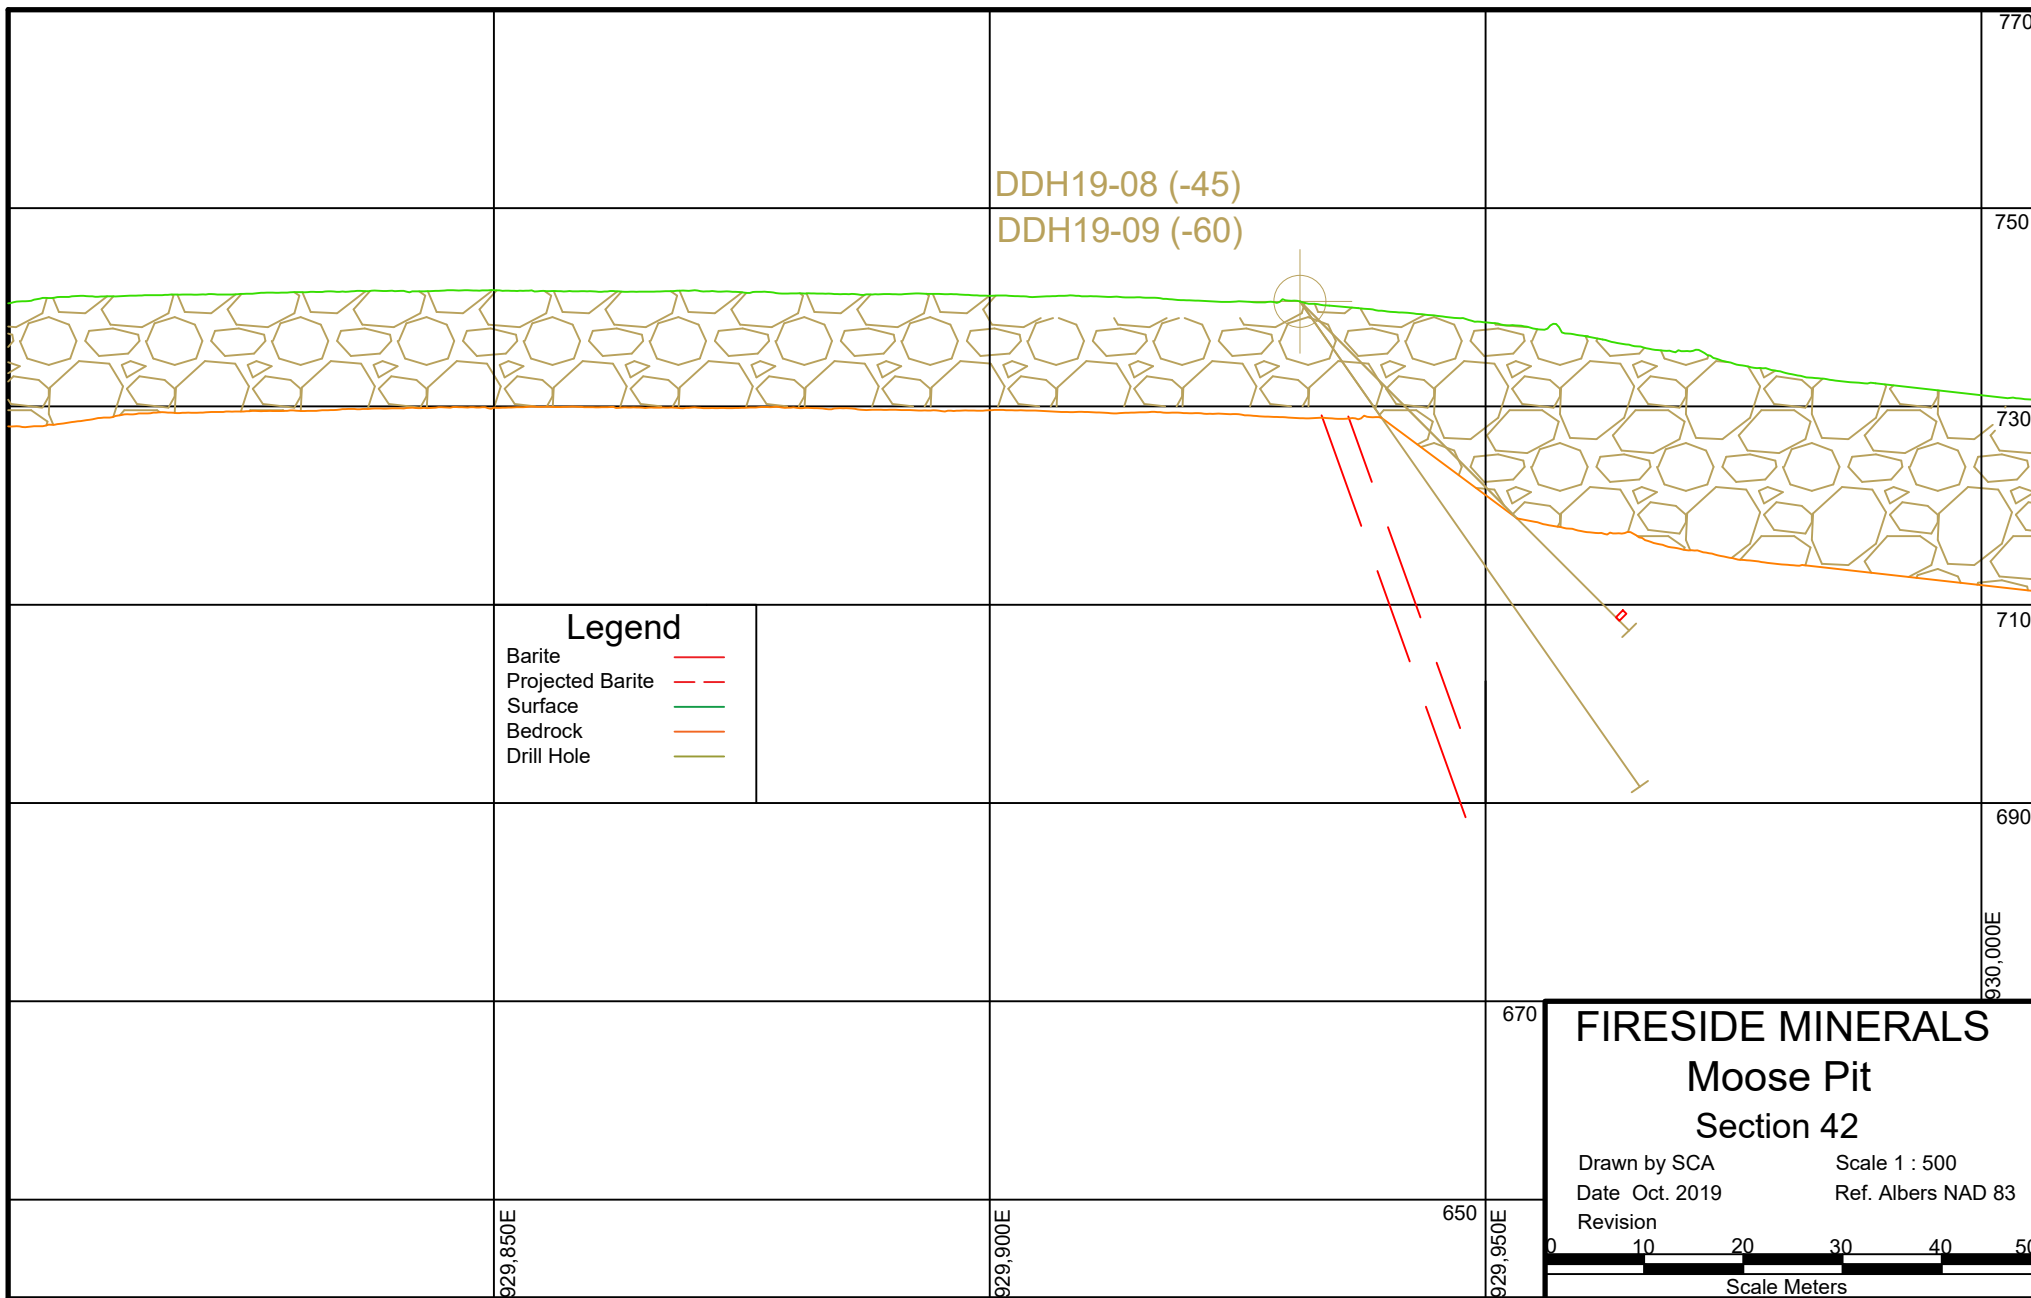 770
DDH19-08 (-45)
750
DDH19-09 (-60)
730
710
Legend
Barite
Projected Barite
Surface
Bedrock
Drill Hole
690
930,000E
670
FIRESIDE MINERALS
Moose Pit
Section 42
Drawn by SCA Scale 1 : 500
Date Oct. 2019 Ref. Albers NAD 83
Revision
650
929,850E
929,900E
929,950E
0 10 20 30 40 50
Scale Meters